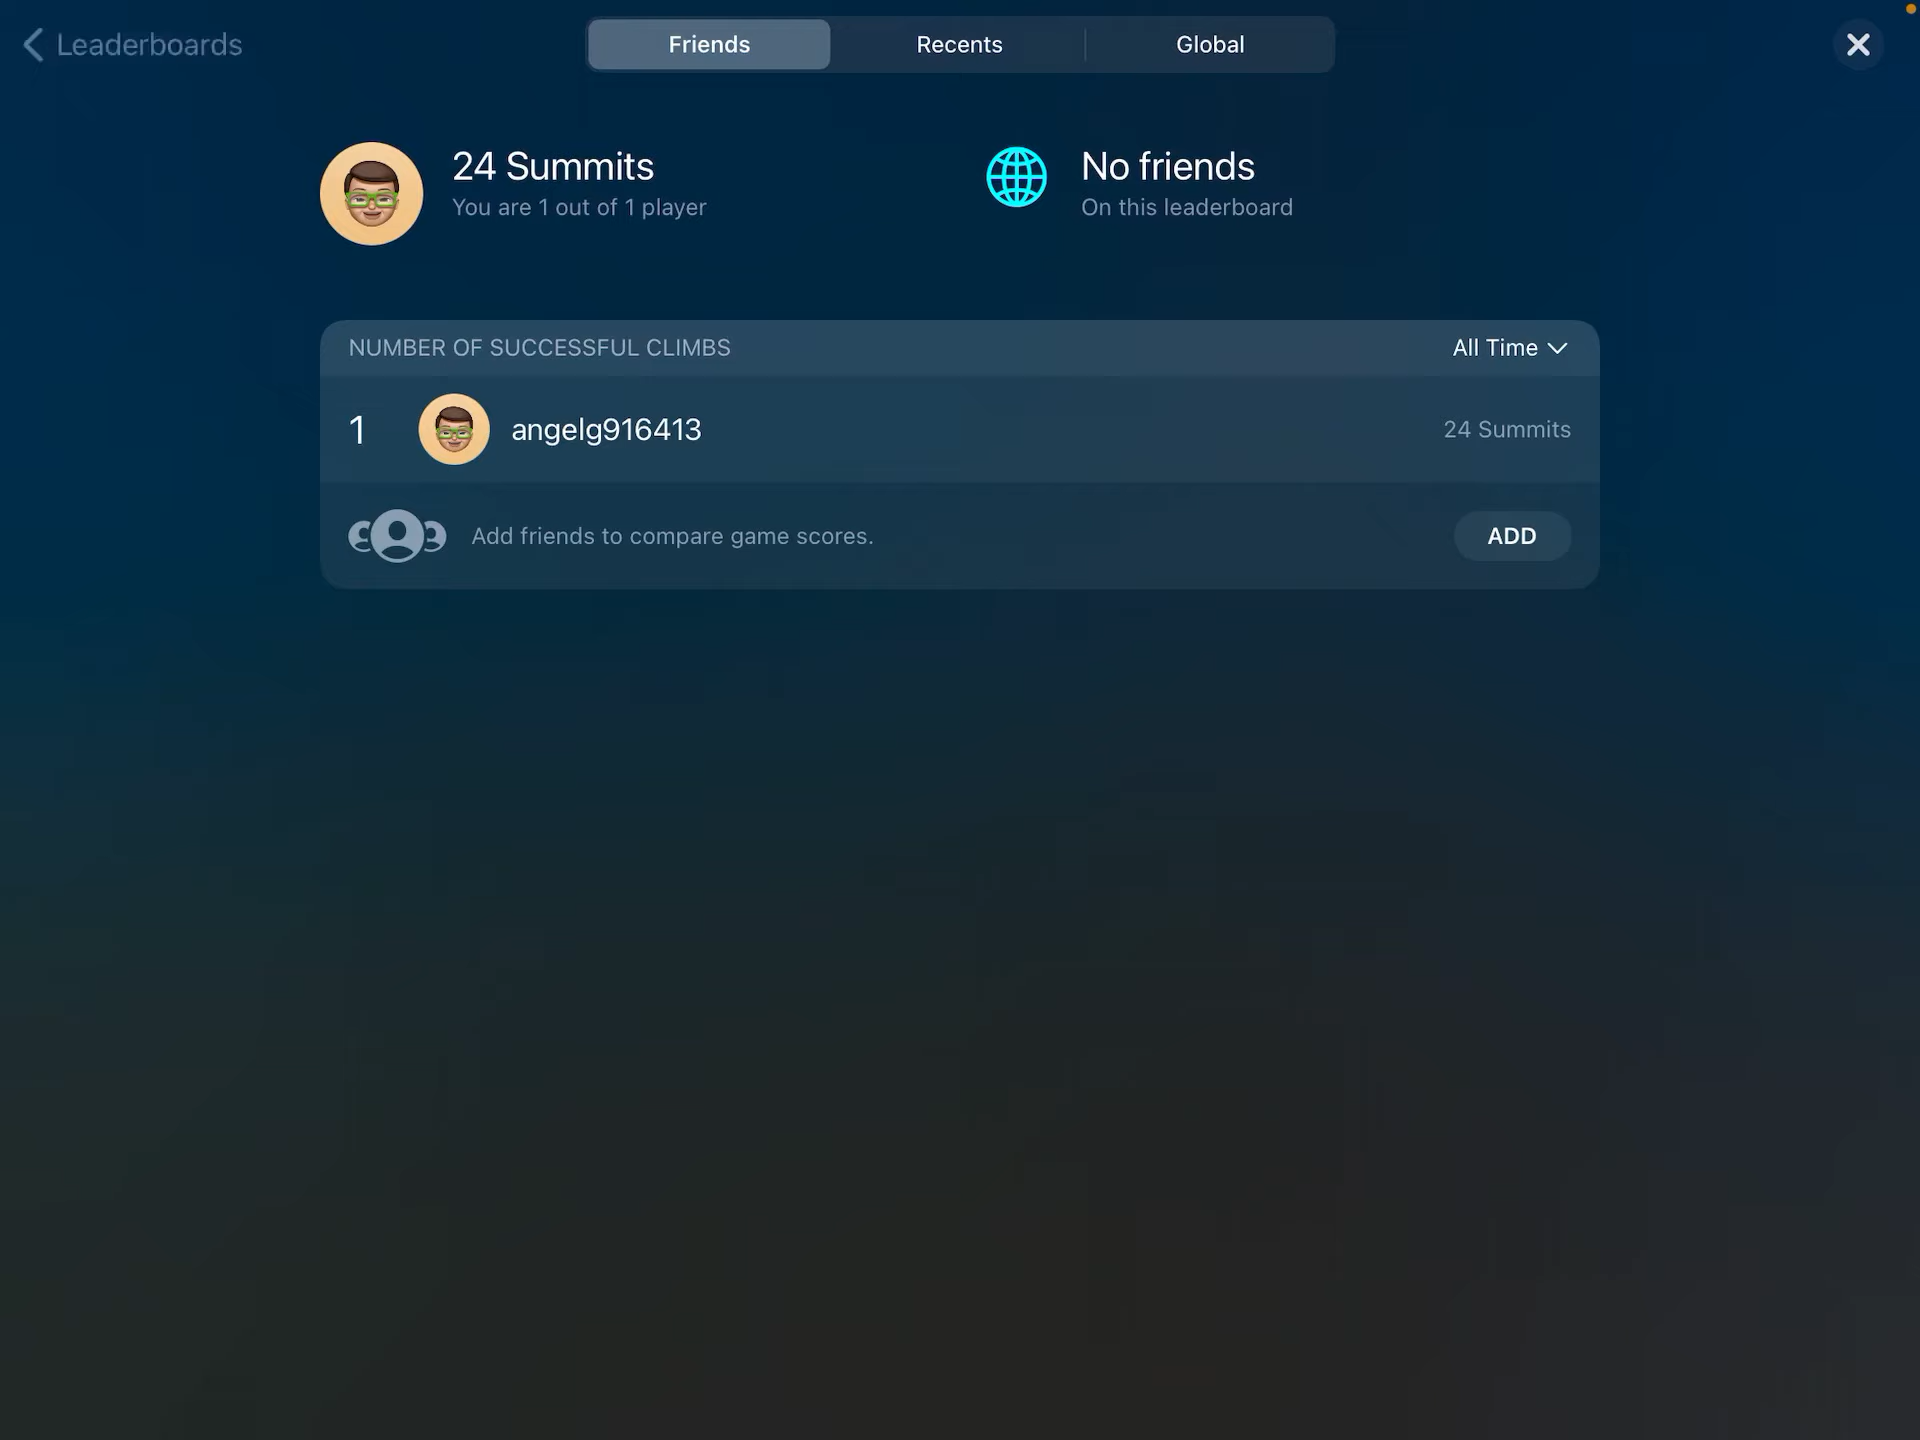 Leaderboards
Friends
Recents
Global
24 Summits
You are 1 out of 1 player
No friends
On this leaderboard
NUMBER OF SUCCESSFUL CLIMBS
All Time
1
angelg916413
24 Summits
Add friends to compare game scores.
ADD